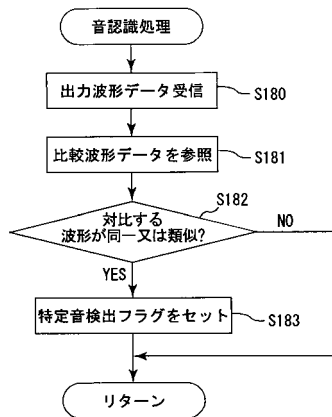 音認識処理
出力波形データ受信
S180
比較波形データを参照
S181
S182
対比する
波形が同一又は類似?
NO
YES
特定音検出フラグをセット
S183
リターン